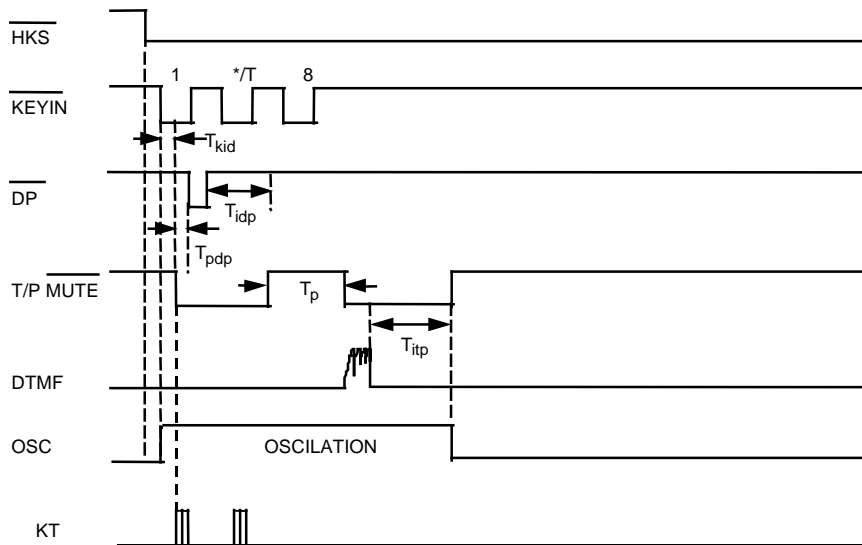 HKS
1 */T 8
KEYIN
Tkid
DP
Tidp
Tpdp
T/P MUTE
Tp
Titp
DTMF
OSC OSCILATION
KT